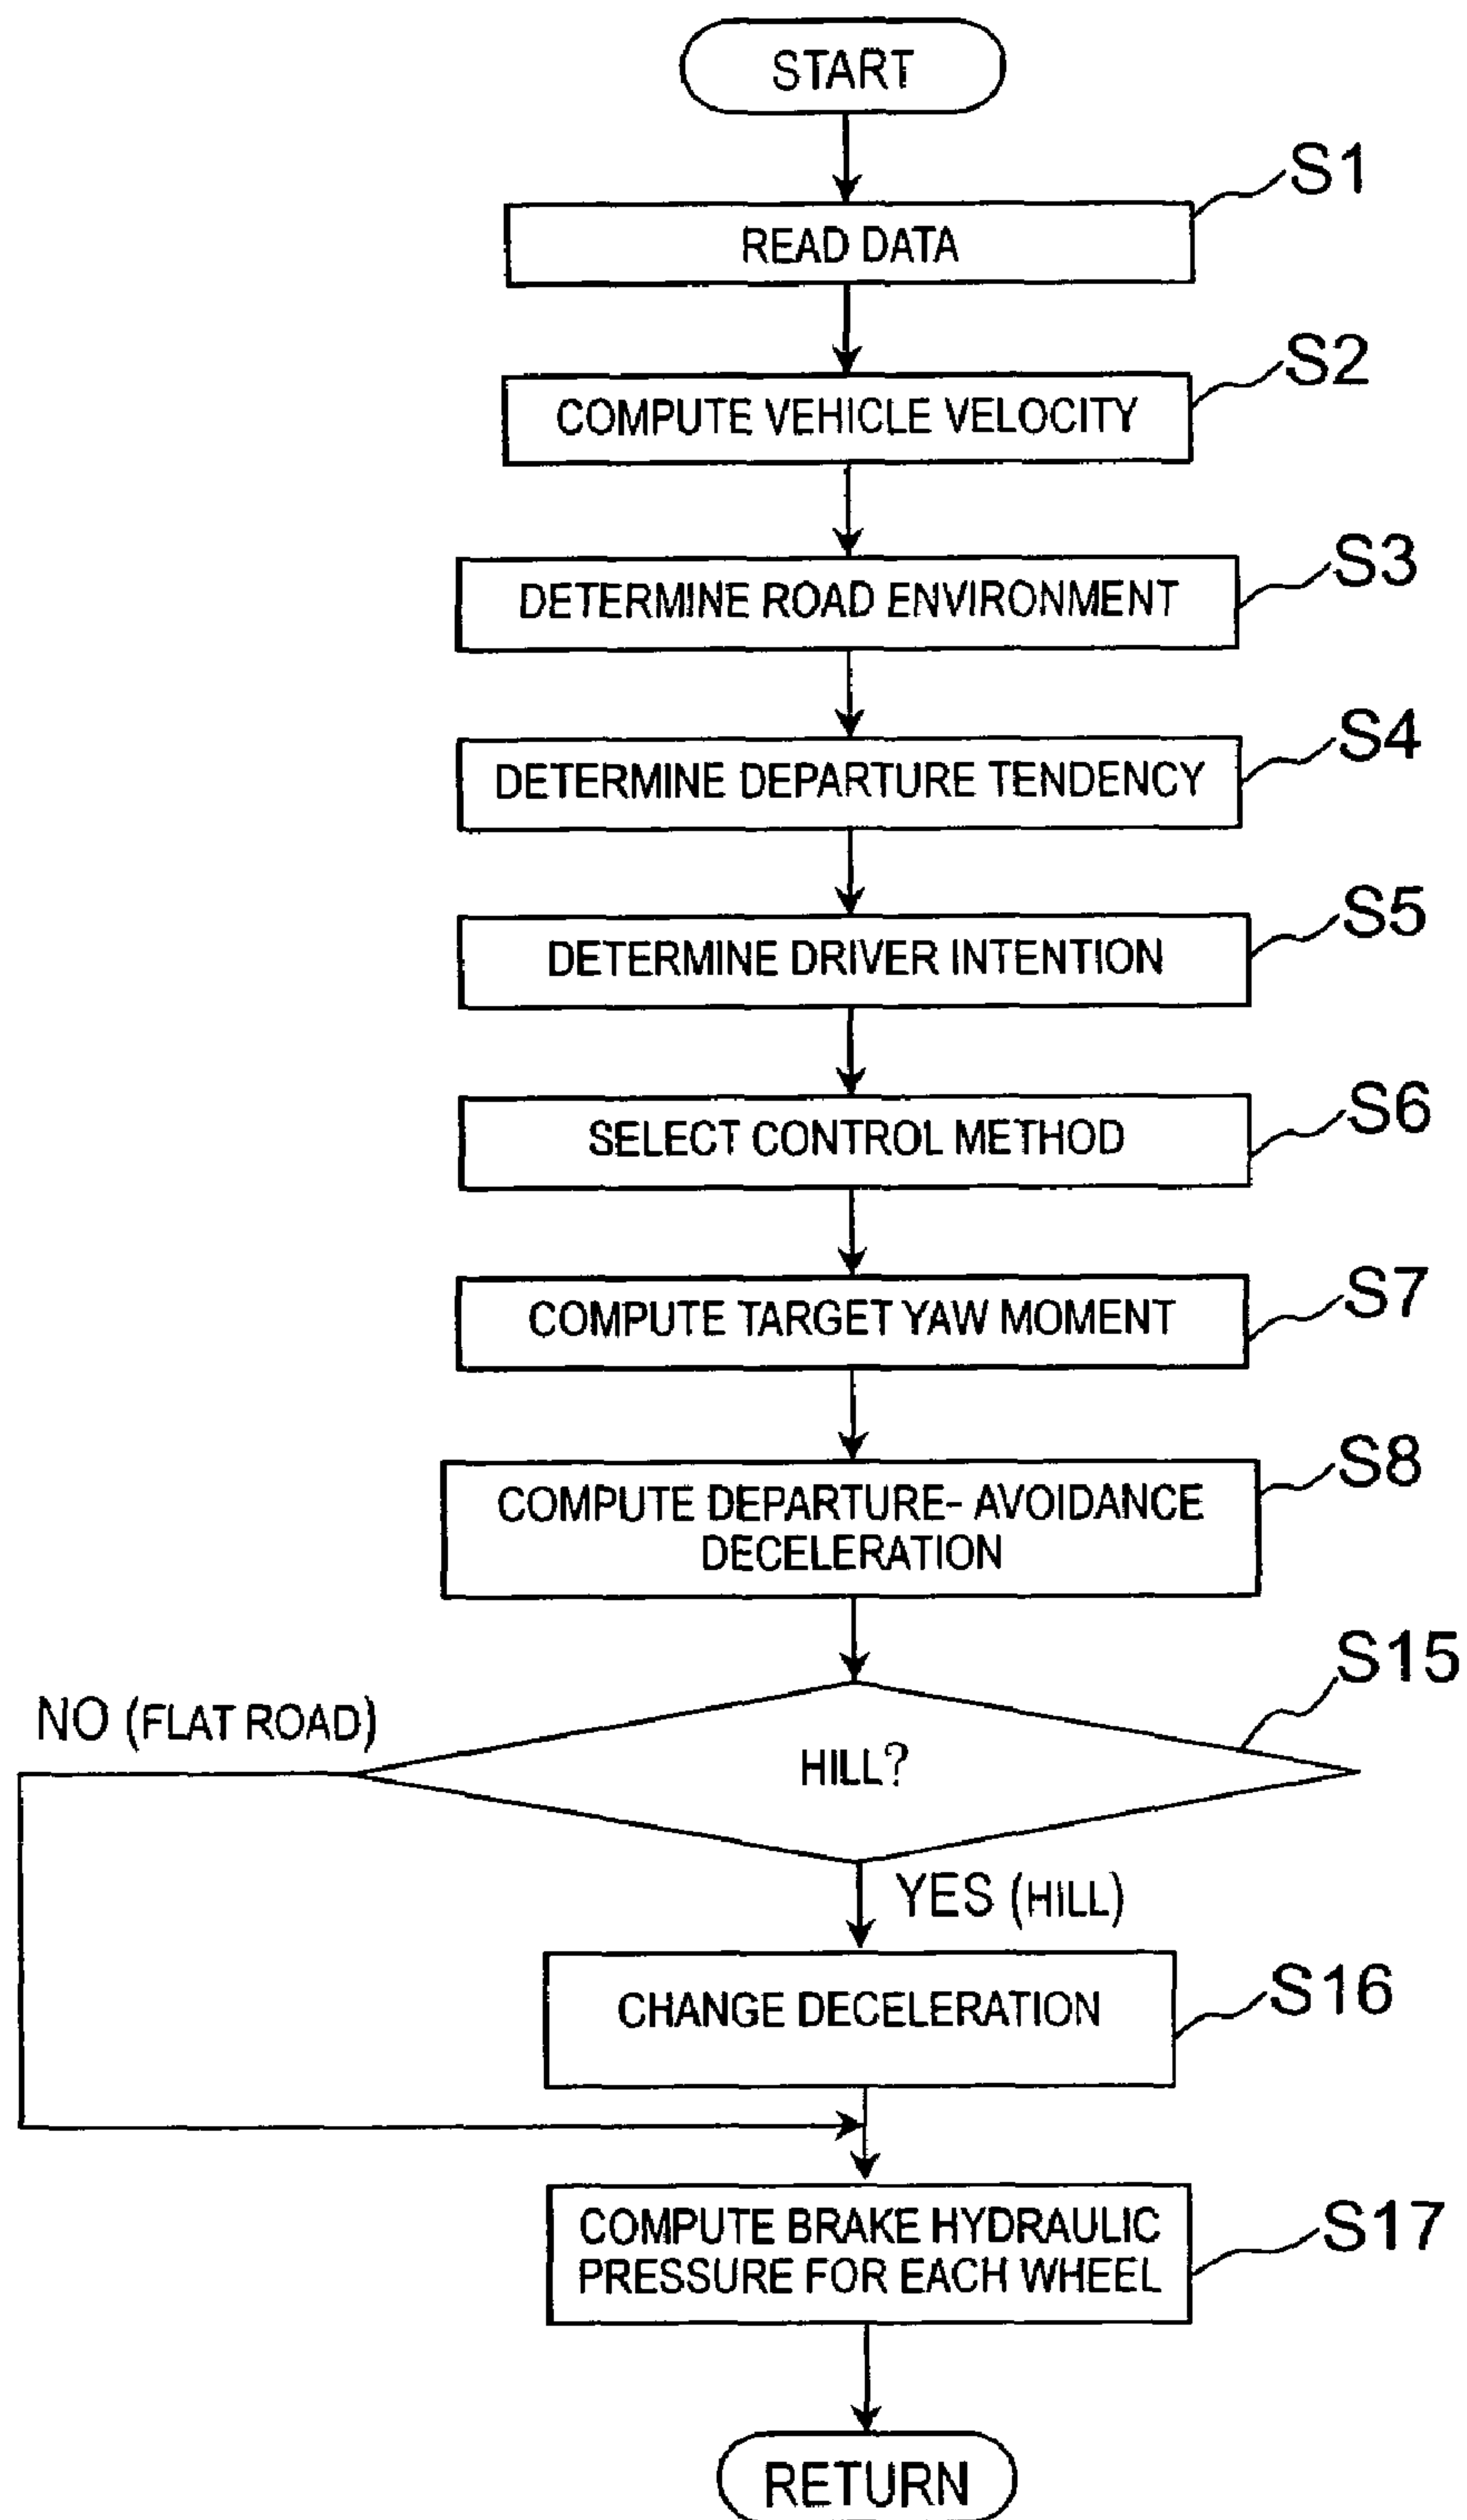 START
S1
READ DATA
S2
COMPUTE VEHICLE VELOCITY
S3
DETERMINE ROAD ENVIRONMENT
S4
DETERMINE DEPARTURE TENDENCY
S5
DETERMINE DRIVER INTENTION
S6
SELECT CONTROL METHOD
S7
COMPUTE TARGET YAW MOMENT
S8
COMPUTE DEPARTURE- AVOIDANCE
DECELERATION
S15
NO (FLAT ROAD)
HILL?
YES (HILL)
S16
CHANGE DECELERATION
S17
COMPUTE BRAKE HYDRAULIC
PRESSURE FOR EACH WHEEL
RETURN